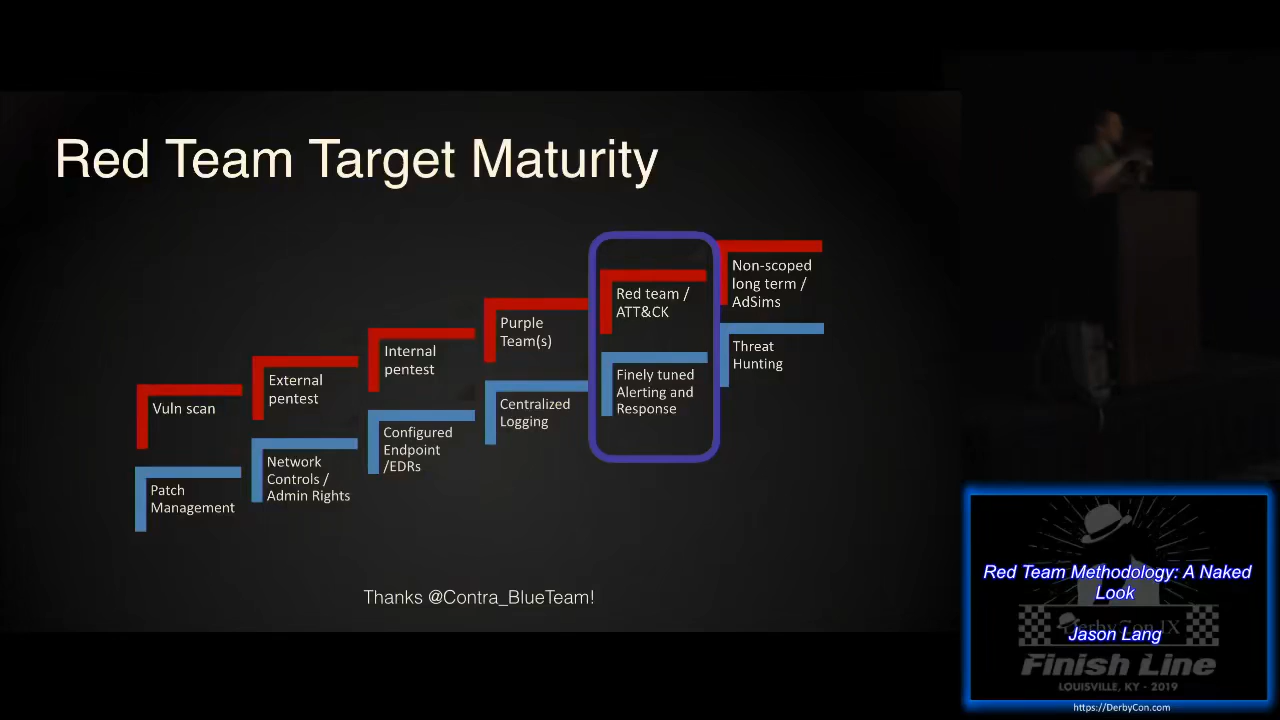 Red Team Target Maturity
Vuln scan
External
pentest
Internal
pentest
Purple
Team(s)
Red team /
ATT&CK
Non-scoped
long term /
AdSims
Patch
Management
Network
Controls /
Admin Rights
Configured
Endpoint
/EDRs
Centralized
Logging
Finely tuned
Alerting and
Response
Threat
Hunting
Thanks @Contra_BlueTeam!
Red Team Methodology: A Naked
Look
Jason Lang
DerbyCon IX
Finish Line
LOUISVILLE, KY - 2019
https://DerbyCon.com